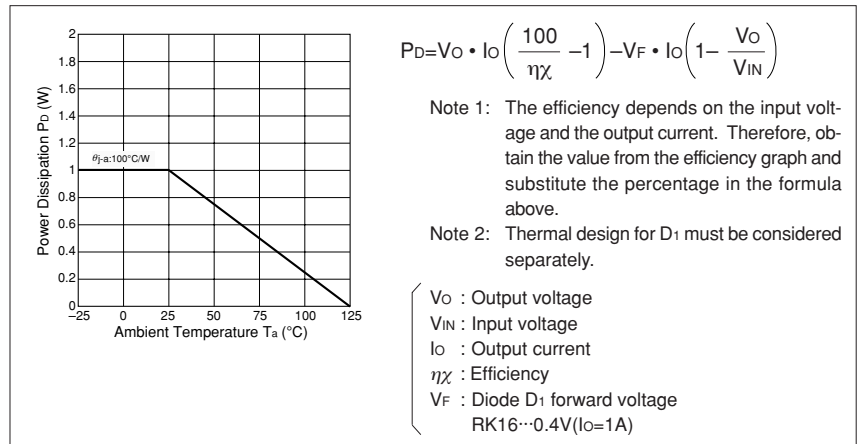 2
1.8
1.6
1.4
1.2
1
0.8
0.6
0.4
0.2
0
–25
0
25
50
75
100
125
Power Dissipation PD (W)
θj-a:100°C/W
Ambient Temperature Ta (°C)
PD=VO • IO(100/ηχ –1)–VF • IO(1– VO/VIN)
Note 1: The efficiency depends on the input volt-
age and the output current. Therefore, ob-
tain the value from the efficiency graph and
substitute the percentage in the formula
above.
Note 2: Thermal design for D1 must be considered
separately.
VO : Output voltage
VIN : Input voltage
IO : Output current
ηχ : Efficiency
VF : Diode D1 forward voltage
RK16···0.4V(IO=1A)